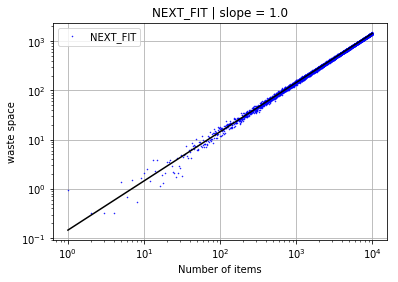 NEXT_FIT | slope = 1.0
NEXT_FIT
waste space
10³
10²
10¹
10⁰
10⁻¹
10⁰ 10¹ 10² 10³ 10⁴
Number of items